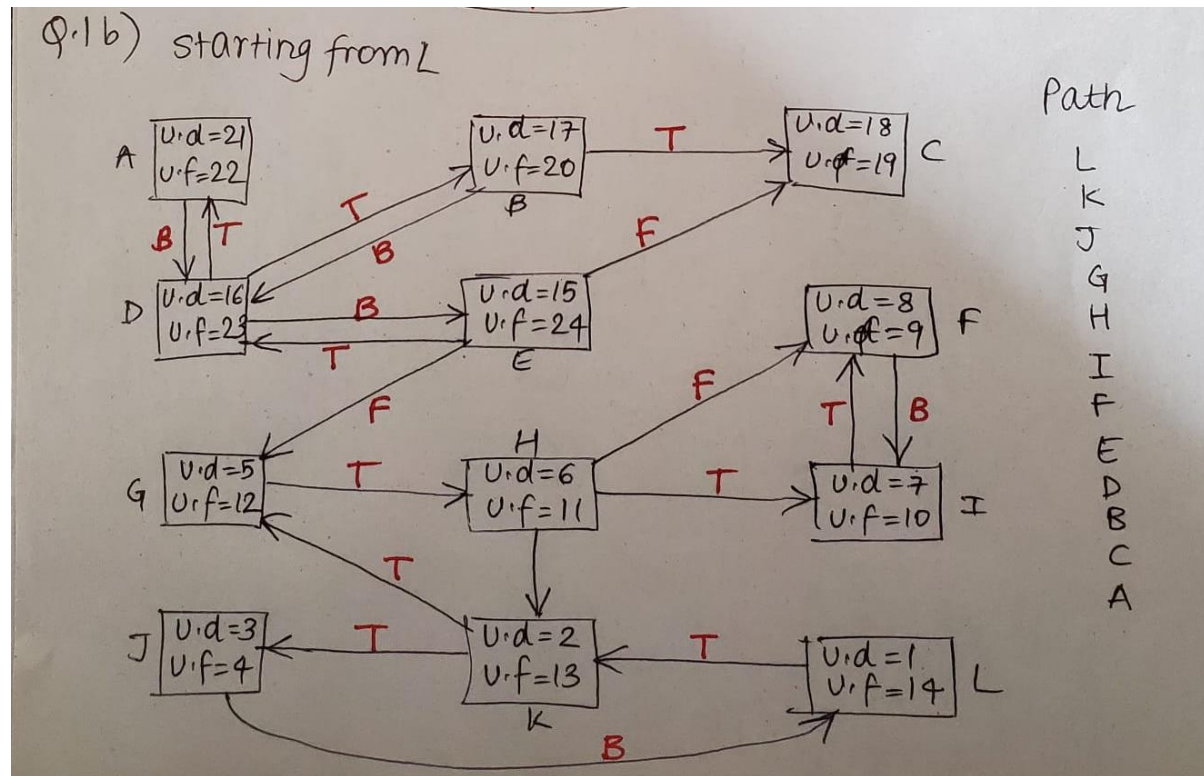 Q.1b) starting from L
Path
A
U.d=21
U.f=22
U.d=17
U.f=20
B
T
U.d=18
U.f=19
C
L
K
J
G
H
I
F
E
D
B
C
A
B
T
T
B
F
D
U.d=16
U.f=23
B
T
U.d=15
U.f=24
E
U.d=8
U.f=9
F
F
F
T
B
G
U.d=5
U.f=12
T
H
U.d=6
U.f=11
T
U.d=7
U.f=10
I
T
J
U.d=3
U.f=4
T
U.d=2
U.f=13
K
T
U.d=1
U.f=14
L
B